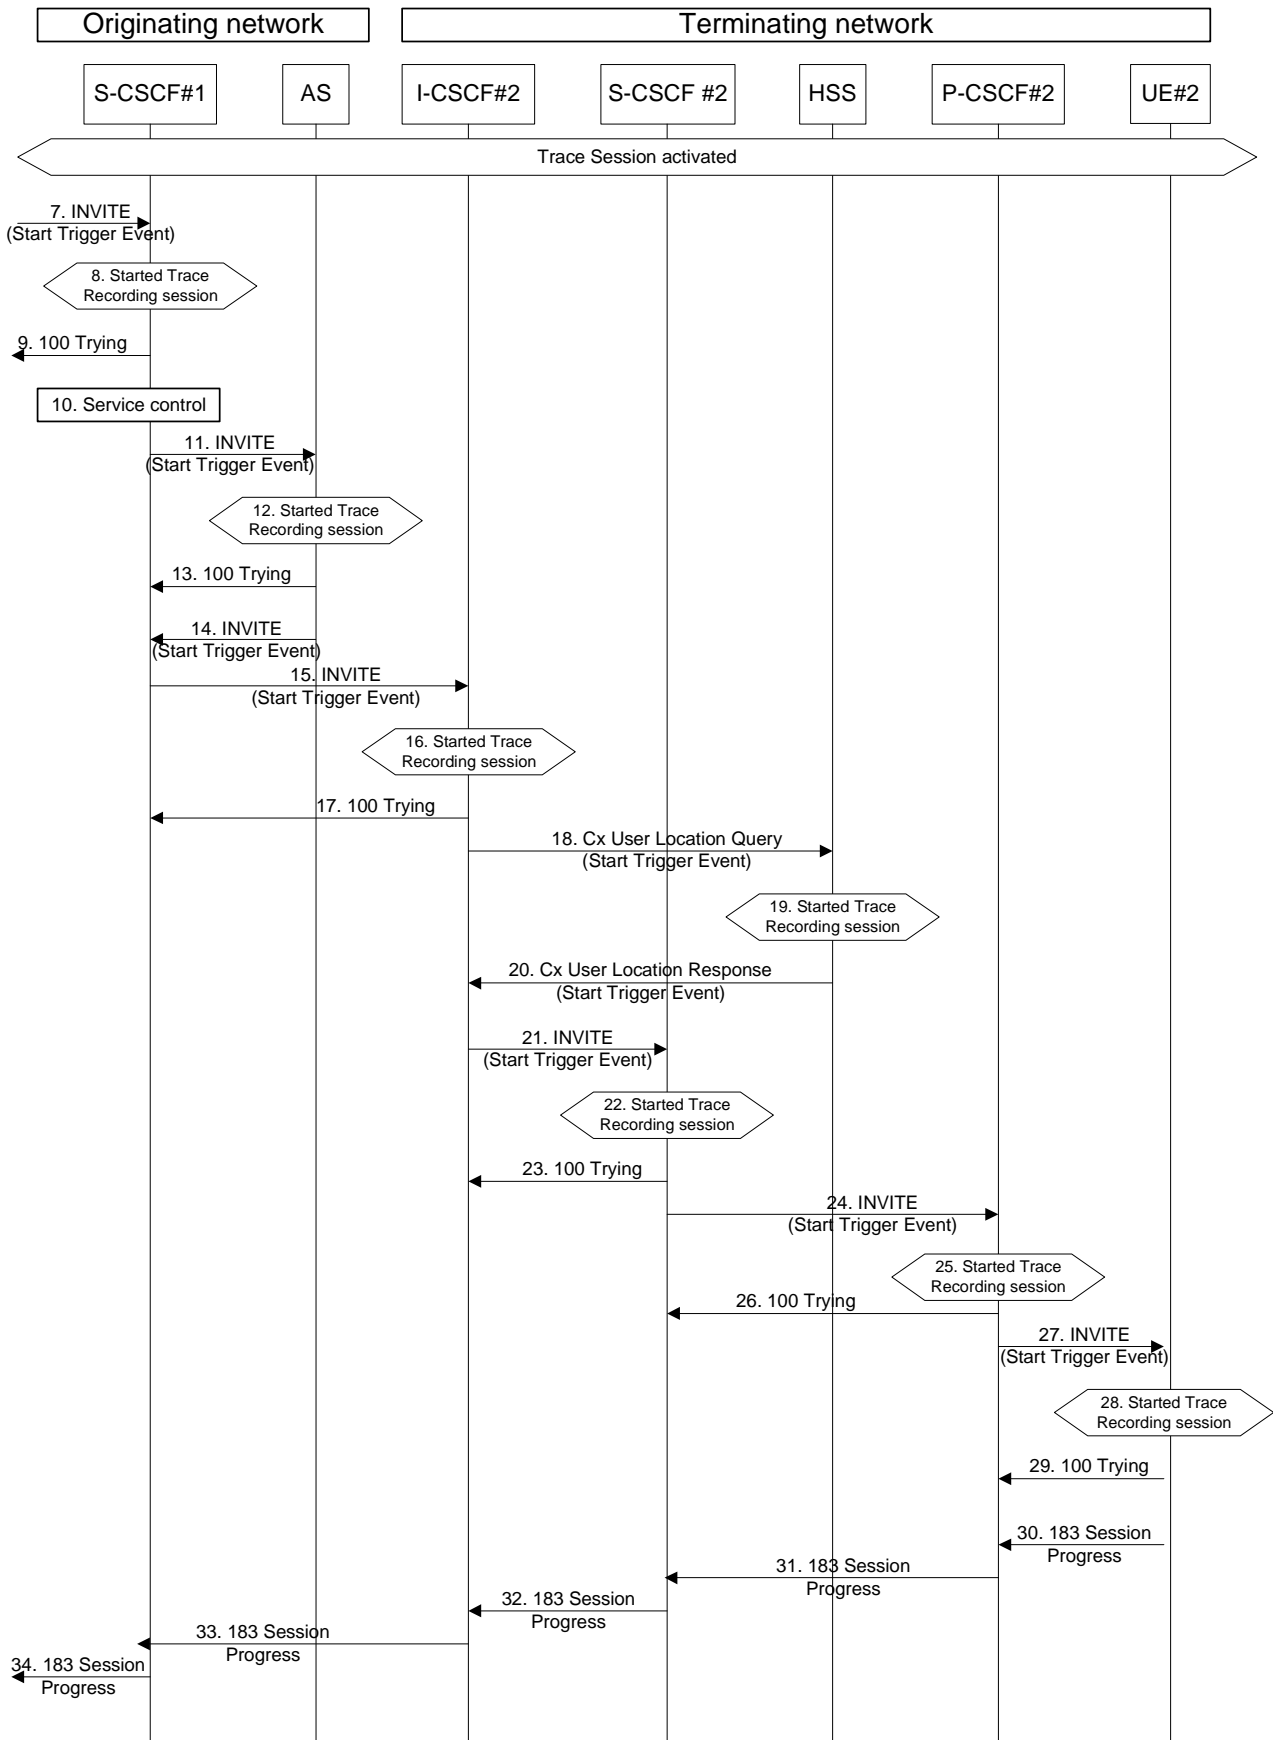 Originating network
Terminating network
S-CSCF#1
AS
I-CSCF#2
S-CSCF #2
HSS
P-CSCF#2
UE#2
Trace Session activated
7. INVITE
(Start Trigger Event)
8. Started Trace
Recording session
9. 100 Trying
10. Service control
11. INVITE
(Start Trigger Event)
12. Started Trace
Recording session
13. 100 Trying
14. INVITE
(Start Trigger Event)
15. INVITE
(Start Trigger Event)
16. Started Trace
Recording session
17. 100 Trying
18. Cx User Location Query
(Start Trigger Event)
19. Started Trace
Recording session
20. Cx User Location Response
(Start Trigger Event)
21. INVITE
(Start Trigger Event)
22. Started Trace
Recording session
23. 100 Trying
24. INVITE
(Start Trigger Event)
25. Started Trace
Recording session
26. 100 Trying
27. INVITE
(Start Trigger Event)
28. Started Trace
Recording session
29. 100 Trying
30. 183 Session
Progress
31. 183 Session
Progress
32. 183 Session
Progress
33. 183 Session
Progress
34. 183 Session
Progress